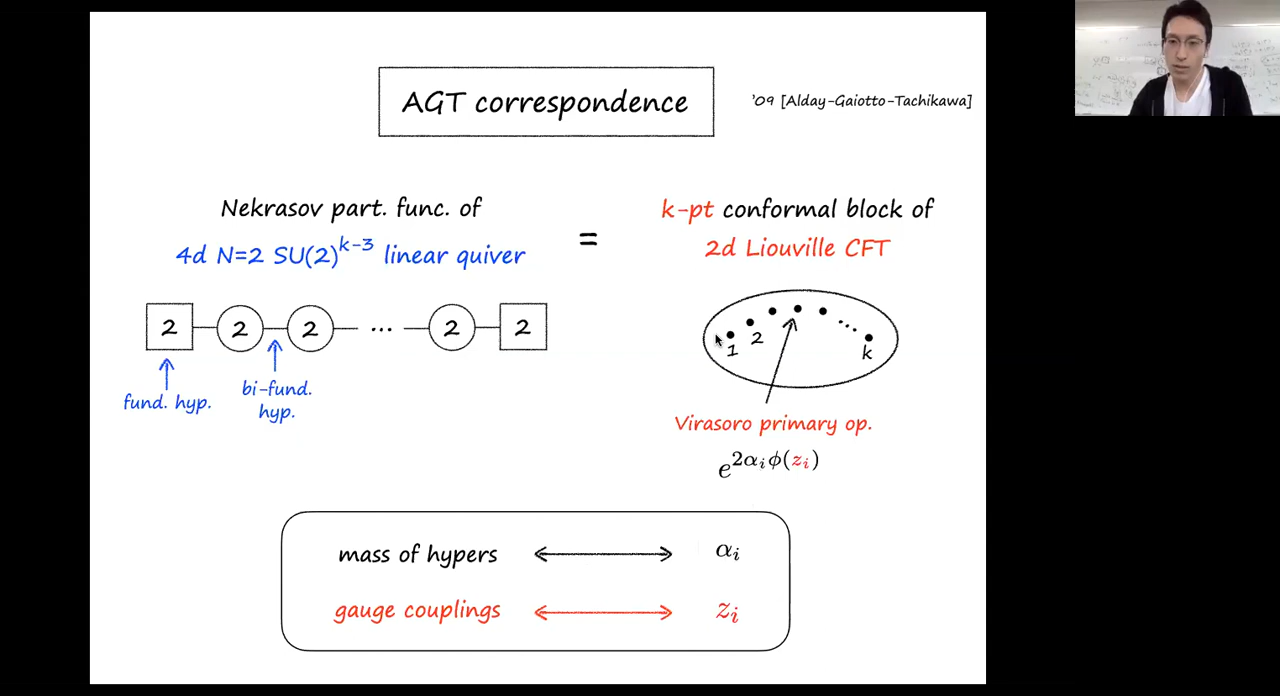 AGT correspondence
'09 [Alday-Gaiotto-Tachikawa]
Nekrasov part. func. of
4d N=2 SU(2)^{k-3} linear quiver
=
k-pt conformal block of
2d Liouville CFT
2 2 2 ... 2 2
fund. hyp.
bi-fund.
hyp.
1 2 ... k
Virasoro primary op.
e^{2α_iϕ(z_i)}
mass of hypers ⟷ α_i
gauge couplings ⟷ z_i